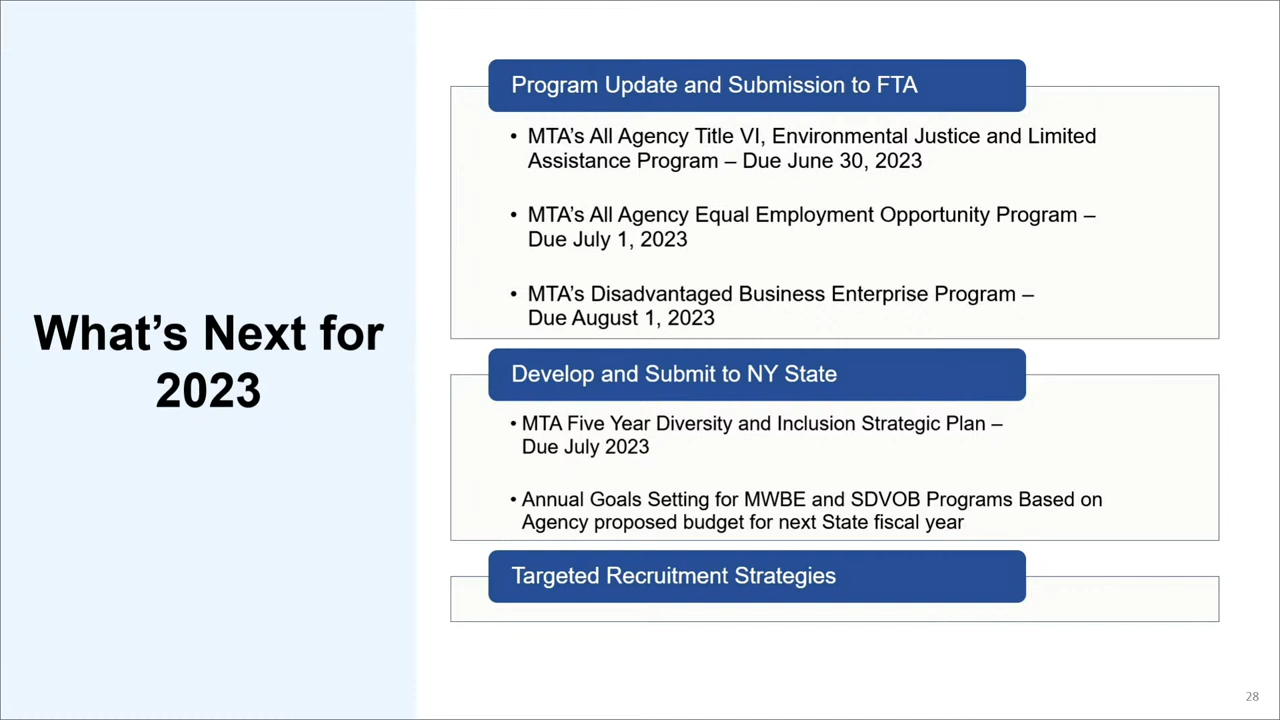 What’s Next for
2023
Program Update and Submission to FTA
• MTA’s All Agency Title VI, Environmental Justice and Limited
Assistance Program – Due June 30, 2023
• MTA’s All Agency Equal Employment Opportunity Program –
Due July 1, 2023
• MTA’s Disadvantaged Business Enterprise Program –
Due August 1, 2023
Develop and Submit to NY State
• MTA Five Year Diversity and Inclusion Strategic Plan –
Due July 2023
• Annual Goals Setting for MWBE and SDVOB Programs Based on
Agency proposed budget for next State fiscal year
Targeted Recruitment Strategies
28